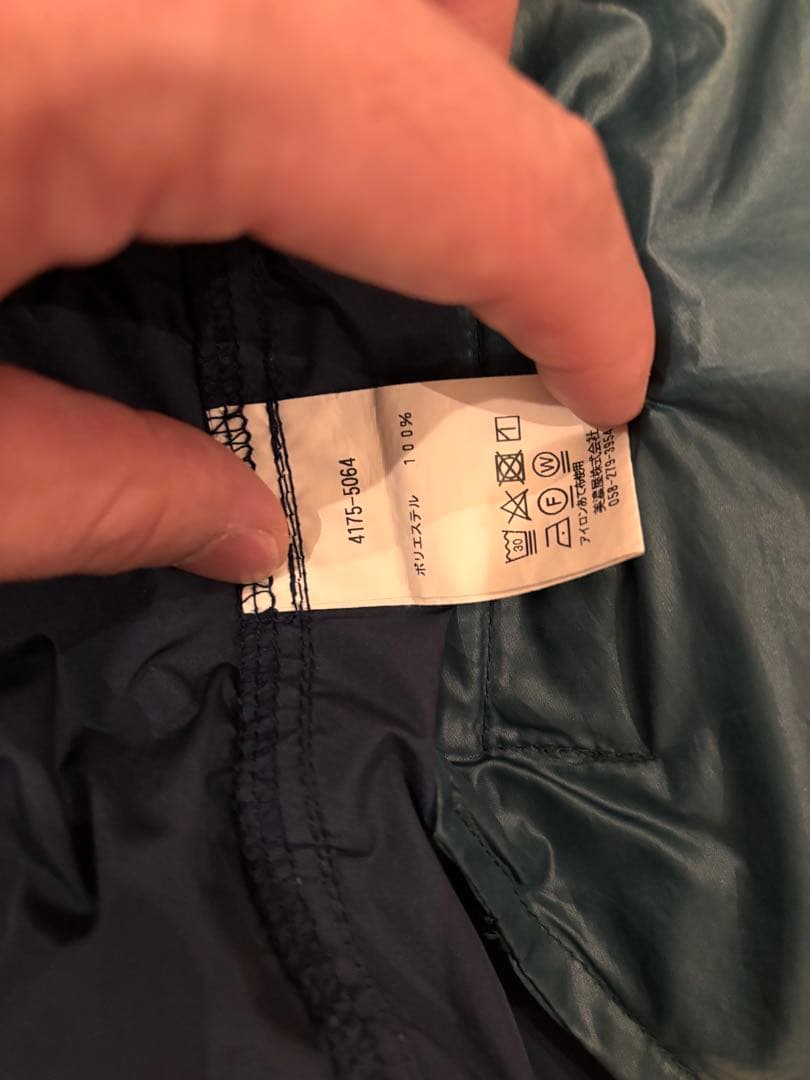 4175-5064
ポリエステル 100%
30
F W
アイロンあて布使用
美濃屋株式会社
058-279-3954